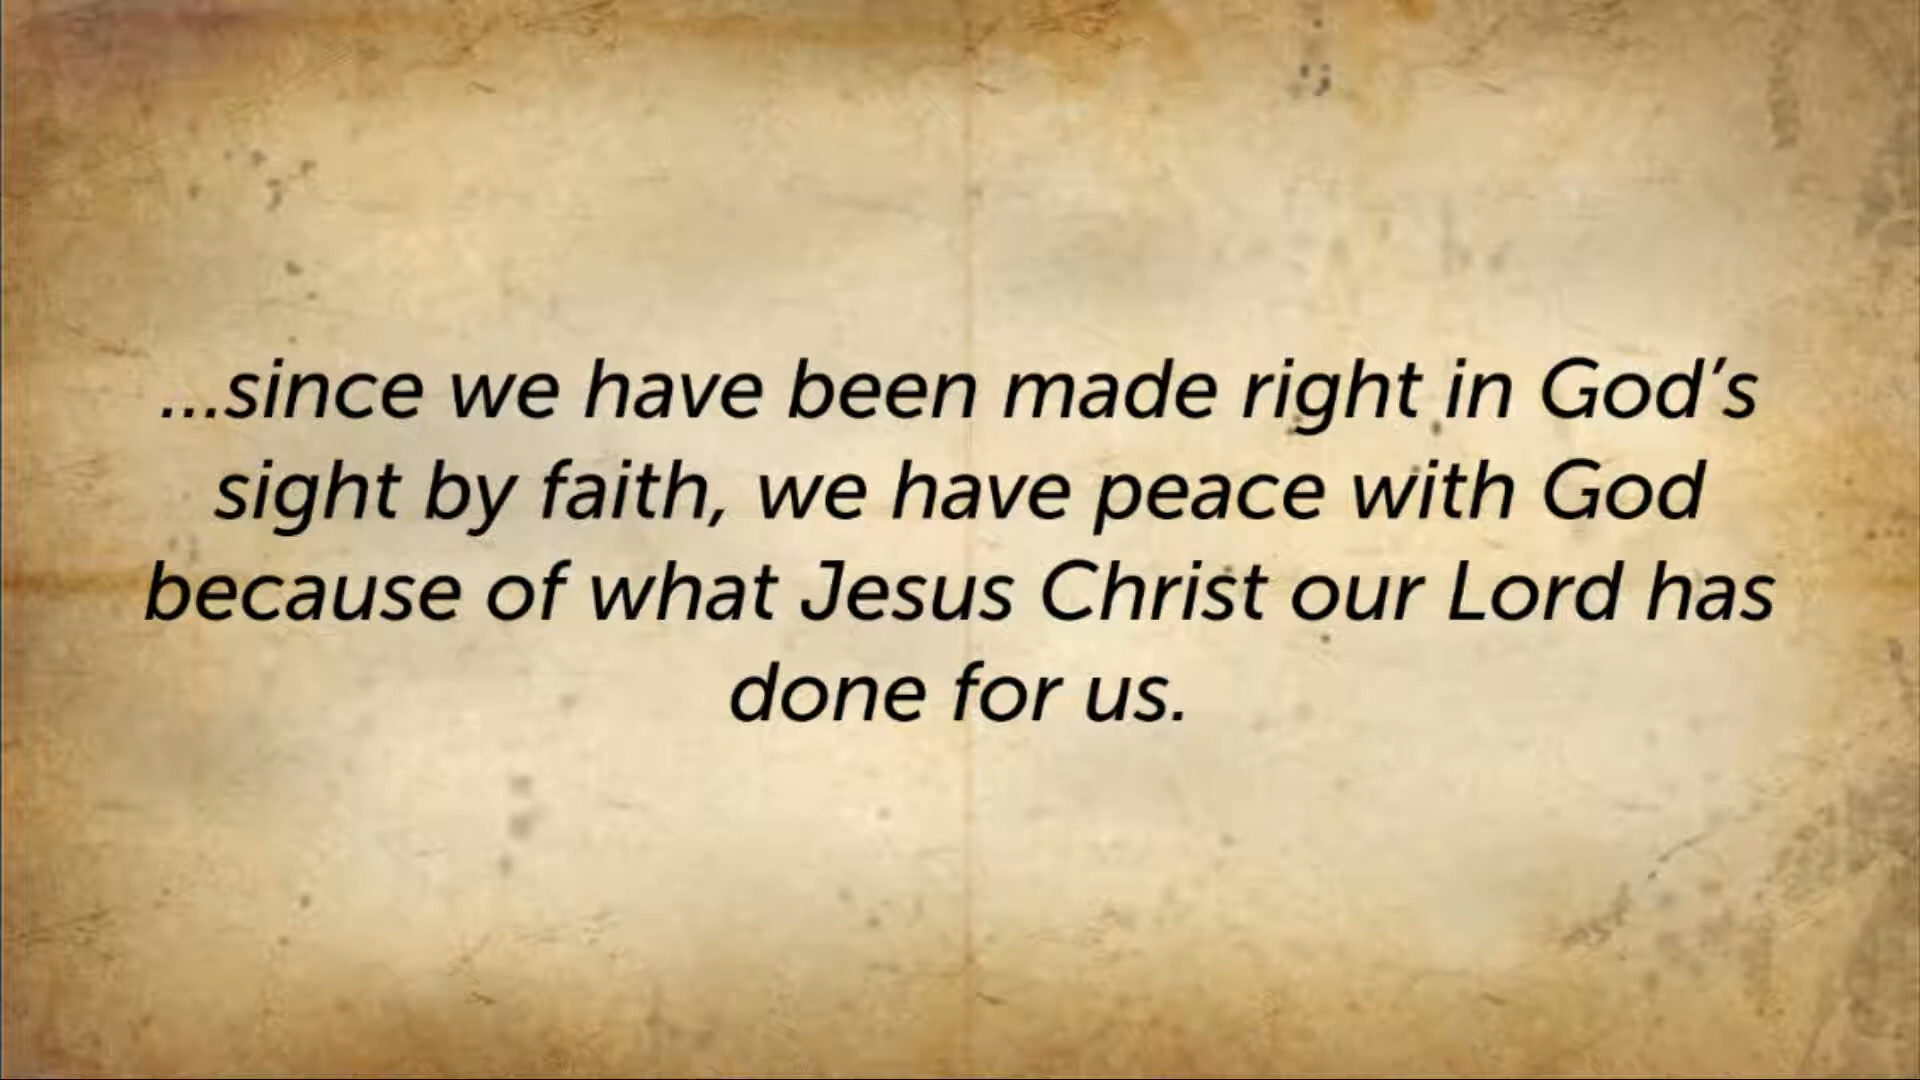 ...since we have been made right in God’s
sight by faith, we have peace with God
because of what Jesus Christ our Lord has
done for us.